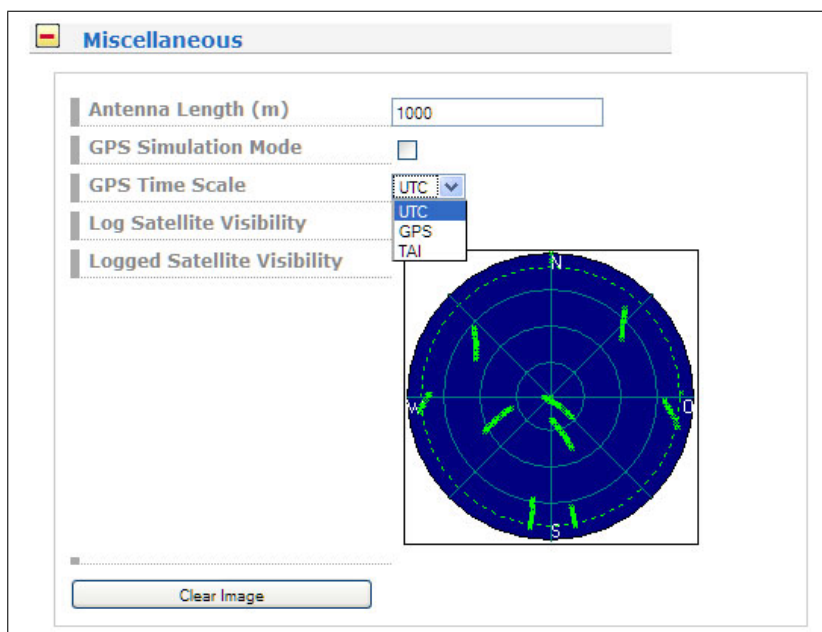 Miscellaneous
Antenna Length (m) 1000
GPS Simulation Mode
GPS Time Scale UTC
UTC
Log Satellite Visibility
GPS
TAI
Logged Satellite Visibility
N
W
O
S
Clear Image